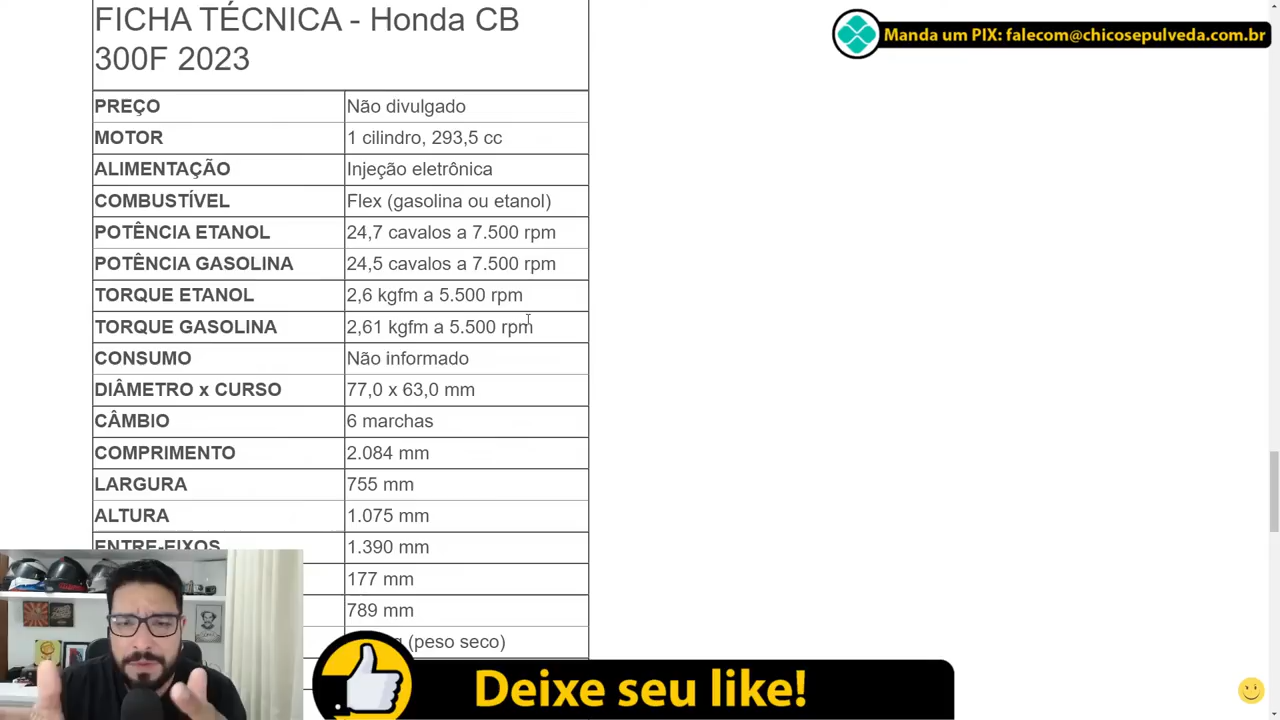 FICHA TÉCNICA - Honda CB
300F 2023
Manda um PIX: falecom@chicosepulveda.com.br
PREÇO Não divulgado
MOTOR 1 cilindro, 293,5 cc
ALIMENTAÇÃO Injeção eletrônica
COMBUSTÍVEL Flex (gasolina ou etanol)
POTÊNCIA ETANOL 24,7 cavalos a 7.500 rpm
POTÊNCIA GASOLINA 24,5 cavalos a 7.500 rpm
TORQUE ETANOL 2,6 kgfm a 5.500 rpm
TORQUE GASOLINA 2,61 kgfm a 5.500 rpm
CONSUMO Não informado
DIÂMETRO x CURSO 77,0 x 63,0 mm
CÂMBIO 6 marchas
COMPRIMENTO 2.084 mm
LARGURA 755 mm
ALTURA 1.075 mm
ENTRE-EIXOS 1.390 mm
177 mm
789 mm
(peso seco)
Deixe seu like!